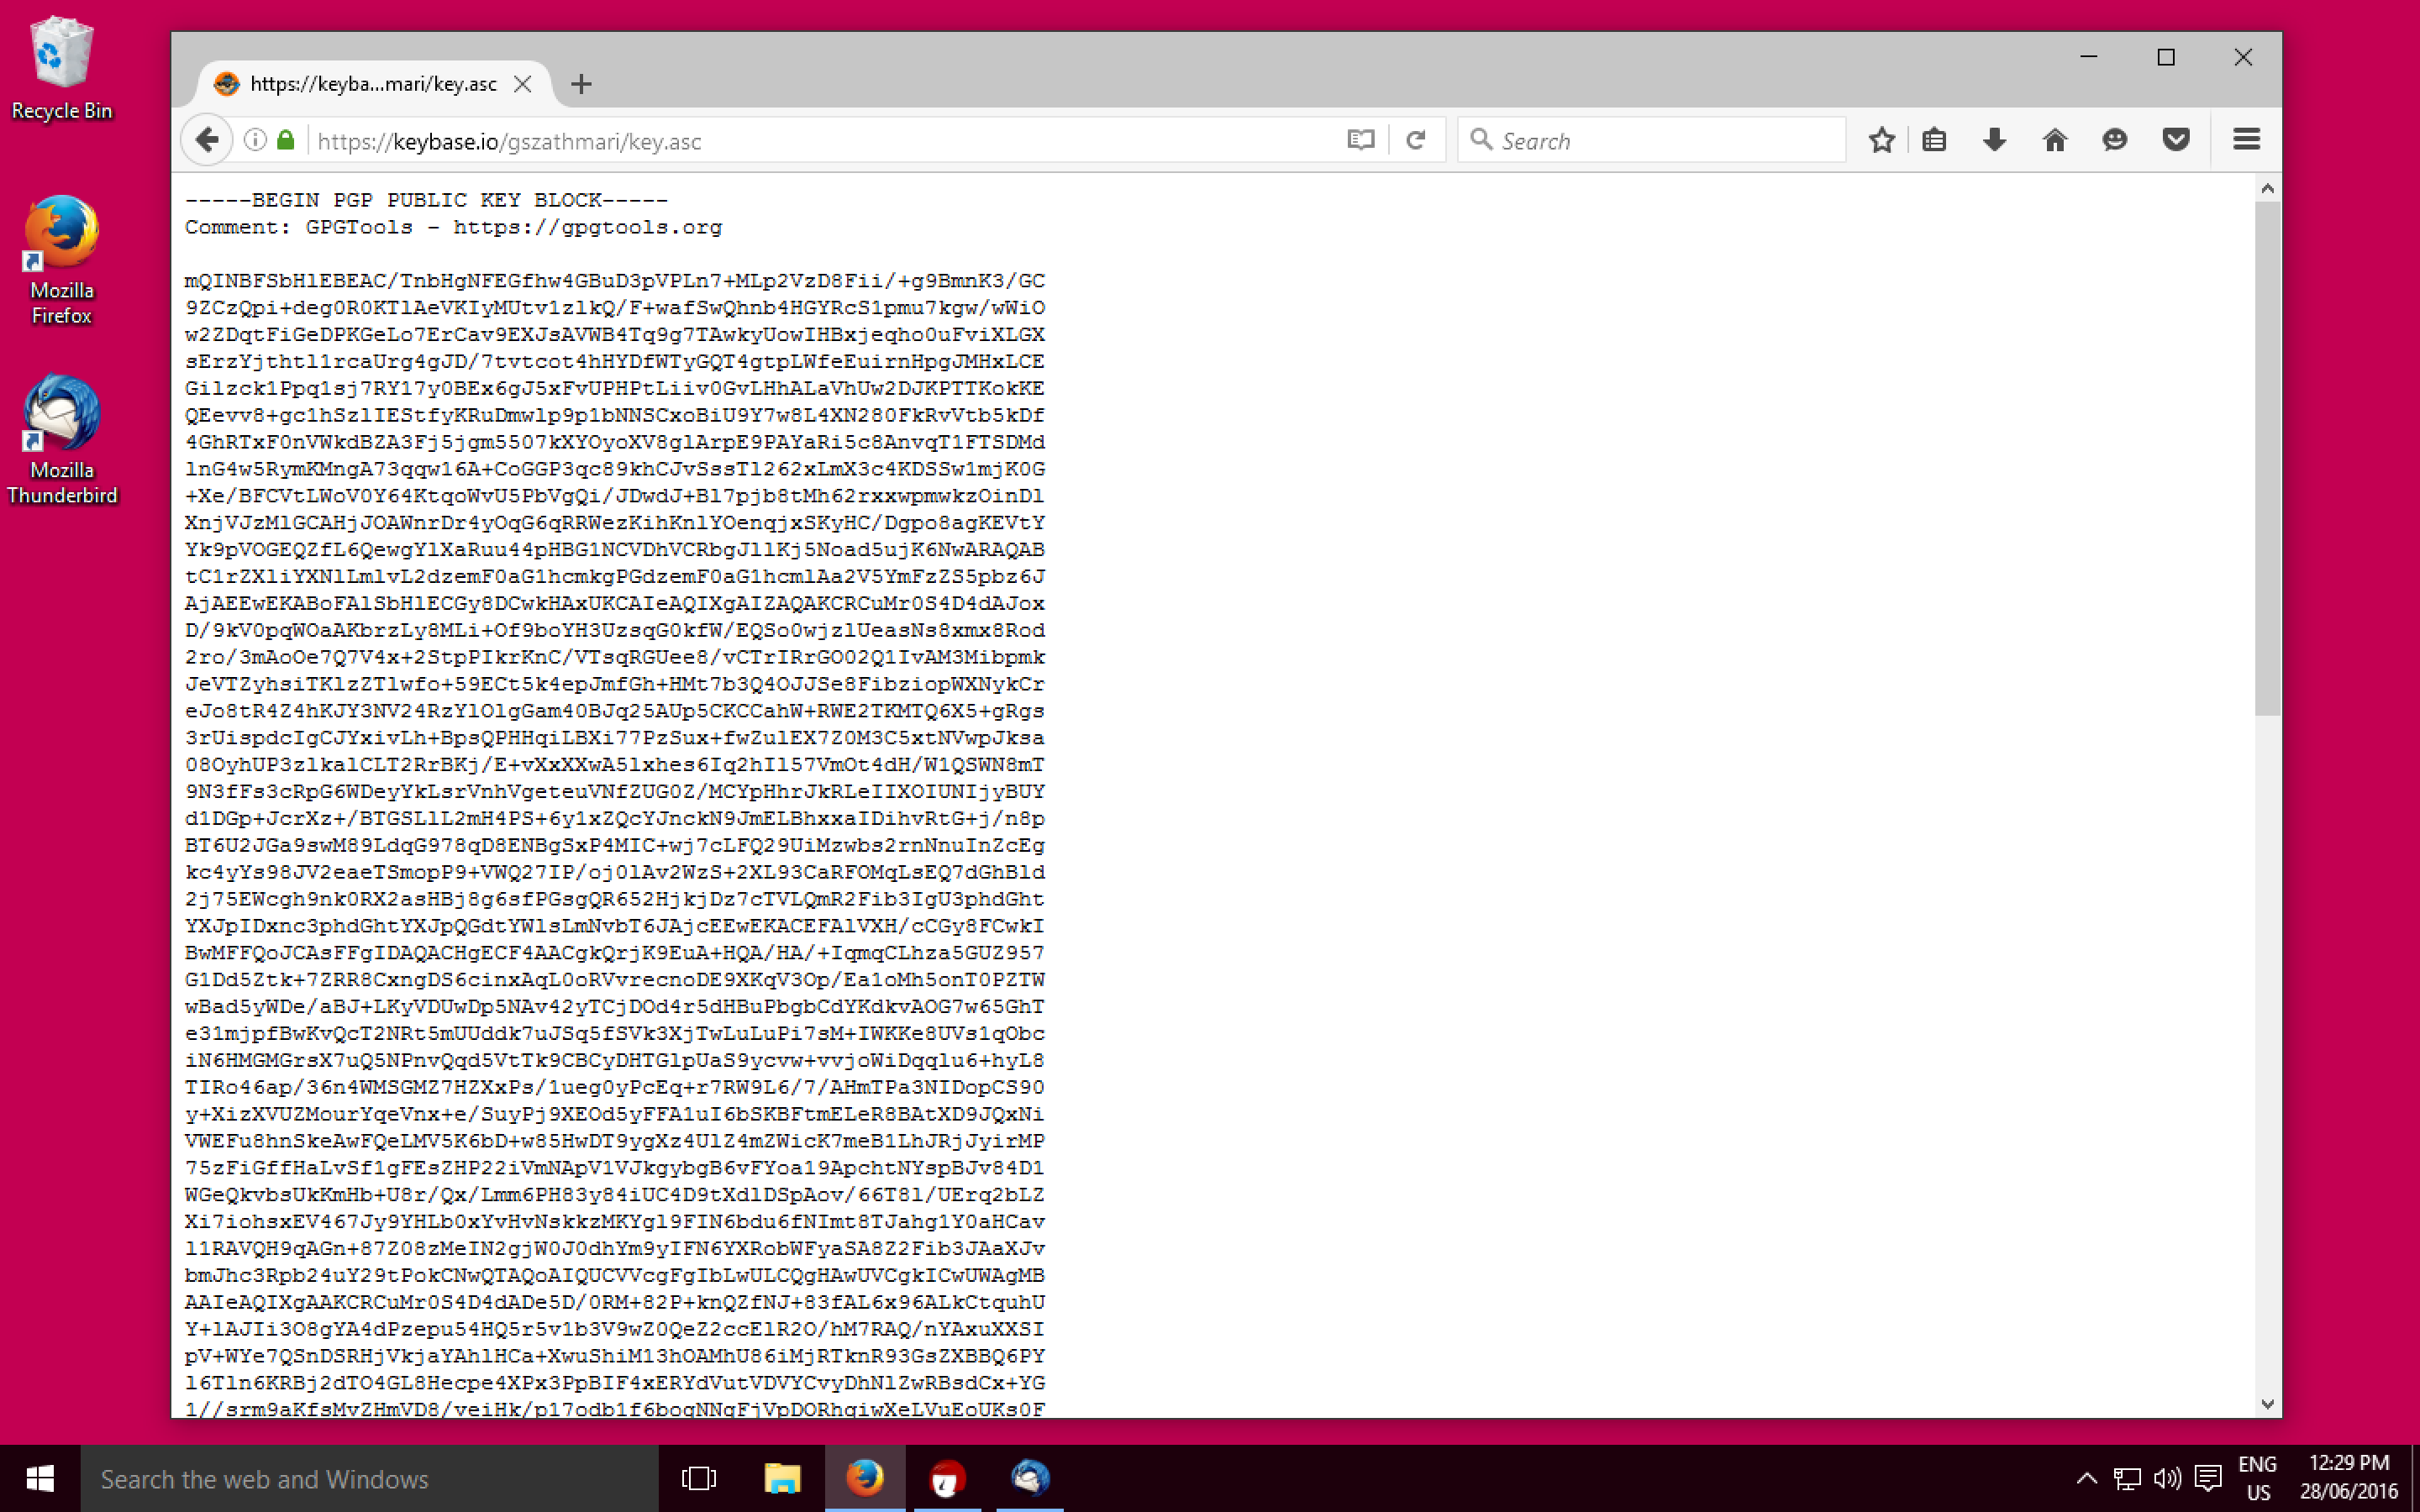 Recycle Bin
Mozilla
Firefox
Mozilla
Thunderbird
https://keyba...mari/key.asc
https://keybase.io/gszathmari/key.asc
Search
-----BEGIN PGP PUBLIC KEY BLOCK-----
Comment: GPGTools - https://gpgtools.org
mQINBFSbHlEBEAC/TnbHgNFEGfhw4GBuD3pVPLn7+MLp2VzD8Fii/+g9BmnK3/GC
9ZCzQpi+deg0R0KTlAeVKIyMUtv1zlkQ/F+wafSwQhnb4HGYRcS1pmu7kgw/wWiO
w2ZDqtFiGeDPKGeLo7ErCav9EXJsAVWB4Tq9g7TAwkyUowIHBxjeqho0uFviXLGX
sErzYjthtl1rcaUrg4gJD/7tvtcot4hHYDfWTyGQT4gtpLWfeEuirnHpgJMHxLCE
Gilzck1Ppq1sj7RY17y0BEx6gJ5xFvUPHPtLiiv0GvLHhALaVhUw2DJKPTTKokKE
QEevv8+gc1hSzlIEStfyKRuDmwlp9p1bNNSCxoBiU9Y7w8L4XN280FkRvVtb5kDf
4GhRTxF0nVWkdBZA3Fj5jgm5507kXYOyoXV8glArpE9PAYaRi5c8AnvqT1FTSDMd
lnG4w5RymKMngA73qqw16A+CoGGP3qc89khCJvSssTl262xLmX3c4KDSSw1mjK0G
+Xe/BFCVtLWoV0Y64KtqoWvU5PbVgQi/JDwdJ+Bl7pjb8tMh62rxxwpmwkzOinDl
XnjVJzMlGCAHjJOAWnrDr4yOqG6qRRWezKihKnlYOenqjxSKyHC/Dgpo8agKEVtY
Yk9pVOGEQZfL6QewgYlXaRuu44pHBG1NCVDhVCRbgJllKj5Noad5ujK6NwARAQAB
tC1rZXliYXNlLmlvL2dzemF0aG1hcmkgPGdzemF0aG1hcmlAa2V5YmFzZS5pbz6J
AjAEEwEKABoFAlSbHlECGy8DCwkHAxUKCAIeAQIXgAIZAQAKCRCuMr0S4D4dAJox
D/9kV0pqWOaAKbrzLy8MLi+Of9boYH3UzsqG0kfW/EQSo0wjzlUeasNs8xmx8Rod
2ro/3mAoOe7Q7V4x+2StpPIkrKnC/VTsqRGUee8/vCTrIRrGO02Q1IvAM3Mibpmk
JeVTZyhsiTKlzZTlwfo+59ECt5k4epJmfGh+HMt7b3Q4OJJSe8FibziopWXNykCr
eJo8tR4Z4hKJY3NV24RzYlOlgGam40BJq25AUp5CKCCahW+RWE2TKMTQ6X5+gRgs
3rUispdcIgCJYxivLh+BpsQPHHqiLBXi77PzSux+fwZulEX7Z0M3C5xtNVwpJksa
08OyhUP3zlkalCLT2RrBKj/E+vXxXXwA5lxhes6Iq2hIl57VmOt4dH/W1QSWN8mT
9N3fFs3cRpG6WDeyYkLsrVnhVgeteuVNfZUG0Z/MCYpHhrJkRLeIIXOIUNIjyBUY
d1DGp+JcrXz+/BTGSLlL2mH4PS+6y1xZQcYJnckN9JmELBhxxaIDihvRtG+j/n8p
BT6U2JGa9swM89LdqG978qD8ENBgSxP4MIC+wj7cLFQ29UiMzwbs2rnNnuInZcEg
kc4yYs98JV2eaeTSmopP9+VWQ27IP/oj0lAv2WzS+2XL93CaRFOMqLsEQ7dGhBld
2j75EWcgh9nk0RX2asHBj8g6sfPGsgQR652HjkjDz7cTVLQmR2Fib3IgU3phdGht
YXJpIDxnc3phdGhtYXJpQGdtYWlsLmNvbT6JAjcEEwEKACEFAlVXH/cCGy8FCwkI
BwMFFQoJCAsFFgIDAQACHgECF4AACgkQrjK9EuA+HQA/HA/+IqmqCLhza5GUZ957
G1Dd5Ztk+7ZRR8CxngDS6cinxAqL0oRVvrecnoDE9XKqV3Op/Ea1oMh5onT0PZTW
wBad5yWDe/aBJ+LKyVDUwDp5NAv42yTCjDOd4r5dHBuPbgbCdYKdkvAOG7w65GhT
e31mjpfBwKvQcT2NRt5mUUddk7uJSq5fSVk3XjTwLuLuPi7sM+IWKKe8UVs1qObc
iN6HMGMGrsX7uQ5NPnvQqd5VtTk9CBCyDHTGlpUaS9ycvw+vvjoWiDqqlu6+hyL8
TIRo46ap/36n4WMSGMZ7HZXxPs/1ueg0yPcEq+r7RW9L6/7/AHmTPa3NIDopCS90
y+XizXVUZMourYqeVnx+e/SuyPj9XEOd5yFFA1uI6bSKBFtmELeR8BAtXD9JQxNi
VWEFu8hnSkeAwFQeLMV5K6bD+w85HwDT9ygXz4UlZ4mZWicK7meB1LhJRjJyirMP
75zFiGffHaLvSf1gFEsZHP22iVmNApV1VJkgybgB6vFYoa19ApchtNYspBJv84D1
WGeQkvbsUkKmHb+U8r/Qx/Lmm6PH83y84iUC4D9tXdlDSpAov/66T8l/UErq2bLZ
Xi7iohsxEV467Jy9YHLb0xYvHvNskkzMKYgl9FIN6bdu6fNImt8TJahg1Y0aHCav
l1RAVQH9qAGn+87Z08zMeIN2gjW0J0dhYm9yIFN6YXRobWFyaSA8Z2Fib3JAaXJv
bmJhc3Rpb24uY29tPokCNwQTAQoAIQUCVVcgFgIbLwULCQgHAwUVCgkICwUWAgMB
AAIeAQIXgAAKCRCuMr0S4D4dADe5D/0RM+82P+knQZfNJ+83fAL6x96ALkCtquhU
Y+lAJIi3O8gYA4dPzepu54HQ5r5v1b3V9wZ0QeZ2ccElR2O/hM7RAQ/nYAxuXXSI
pV+WYe7QSnDSRHjVkjaYAhlHCa+XwuShiM13hOAMhU86iMjRTknR93GsZXBBQ6PY
l6Tln6KRBj2dTO4GL8Hecpe4XPx3PpBIF4xERYdVutVDVYCvyDhNlZwRBsdCx+YG
1//srm9aKfsMvZHmVD8/veiHk/p17odb1f6boqNNqFjVpDORhqiwXeLVuEoUKs0F
Search the web and Windows
ENG
US
12:29 PM
28/06/2016